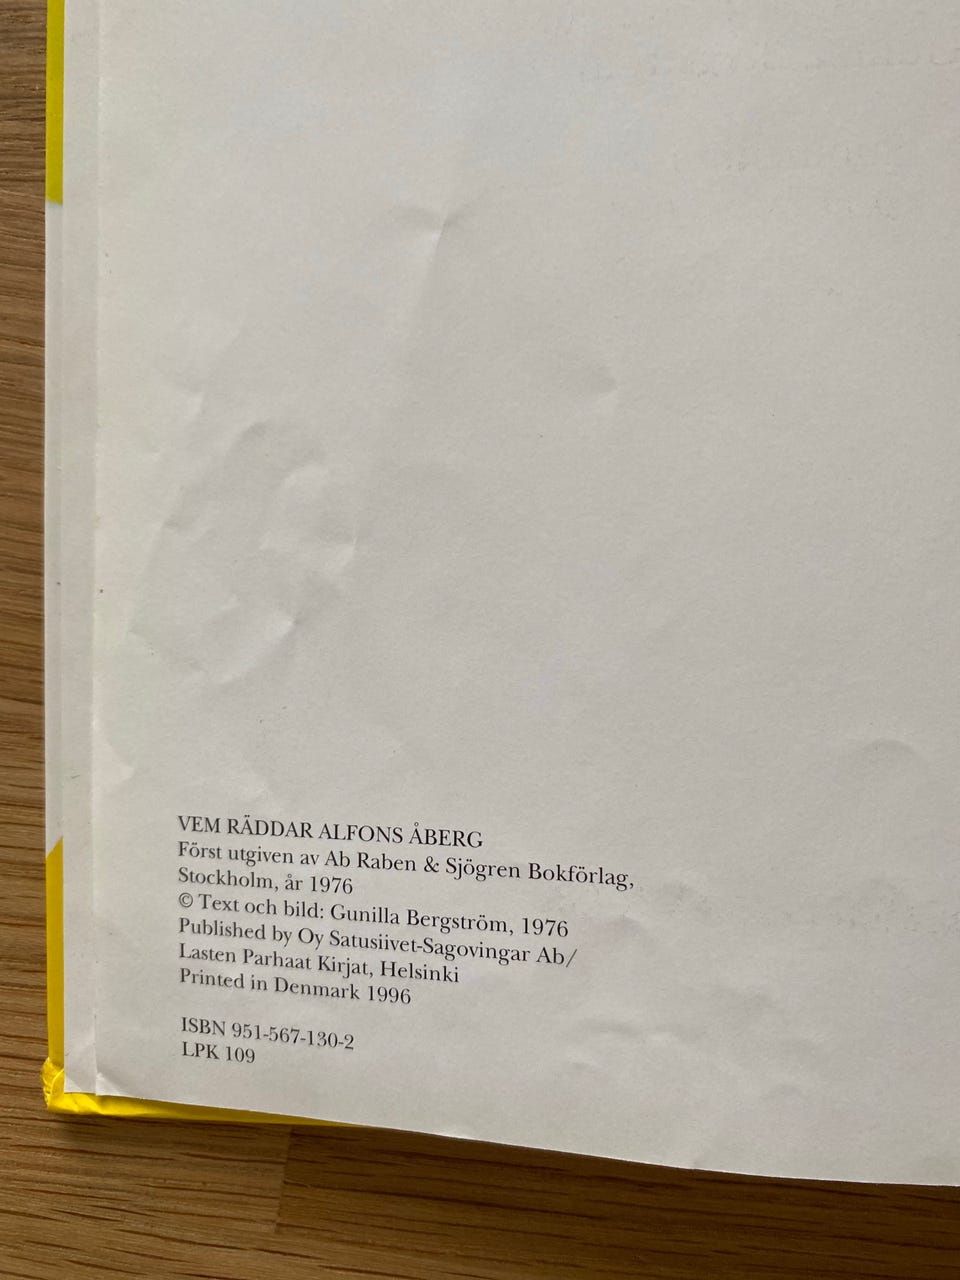 VEM RÄDDAR ALFONS ÅBERG
Först utgiven av Ab Raben & Sjögren Bokförlag,
Stockholm, år 1976
© Text och bild: Gunilla Bergström, 1976
Published by Oy Satusiivet-Sagovingar Ab/
Lasten Parhaat Kirjat, Helsinki
Printed in Denmark 1996
ISBN 951-567-130-2
LPK 109